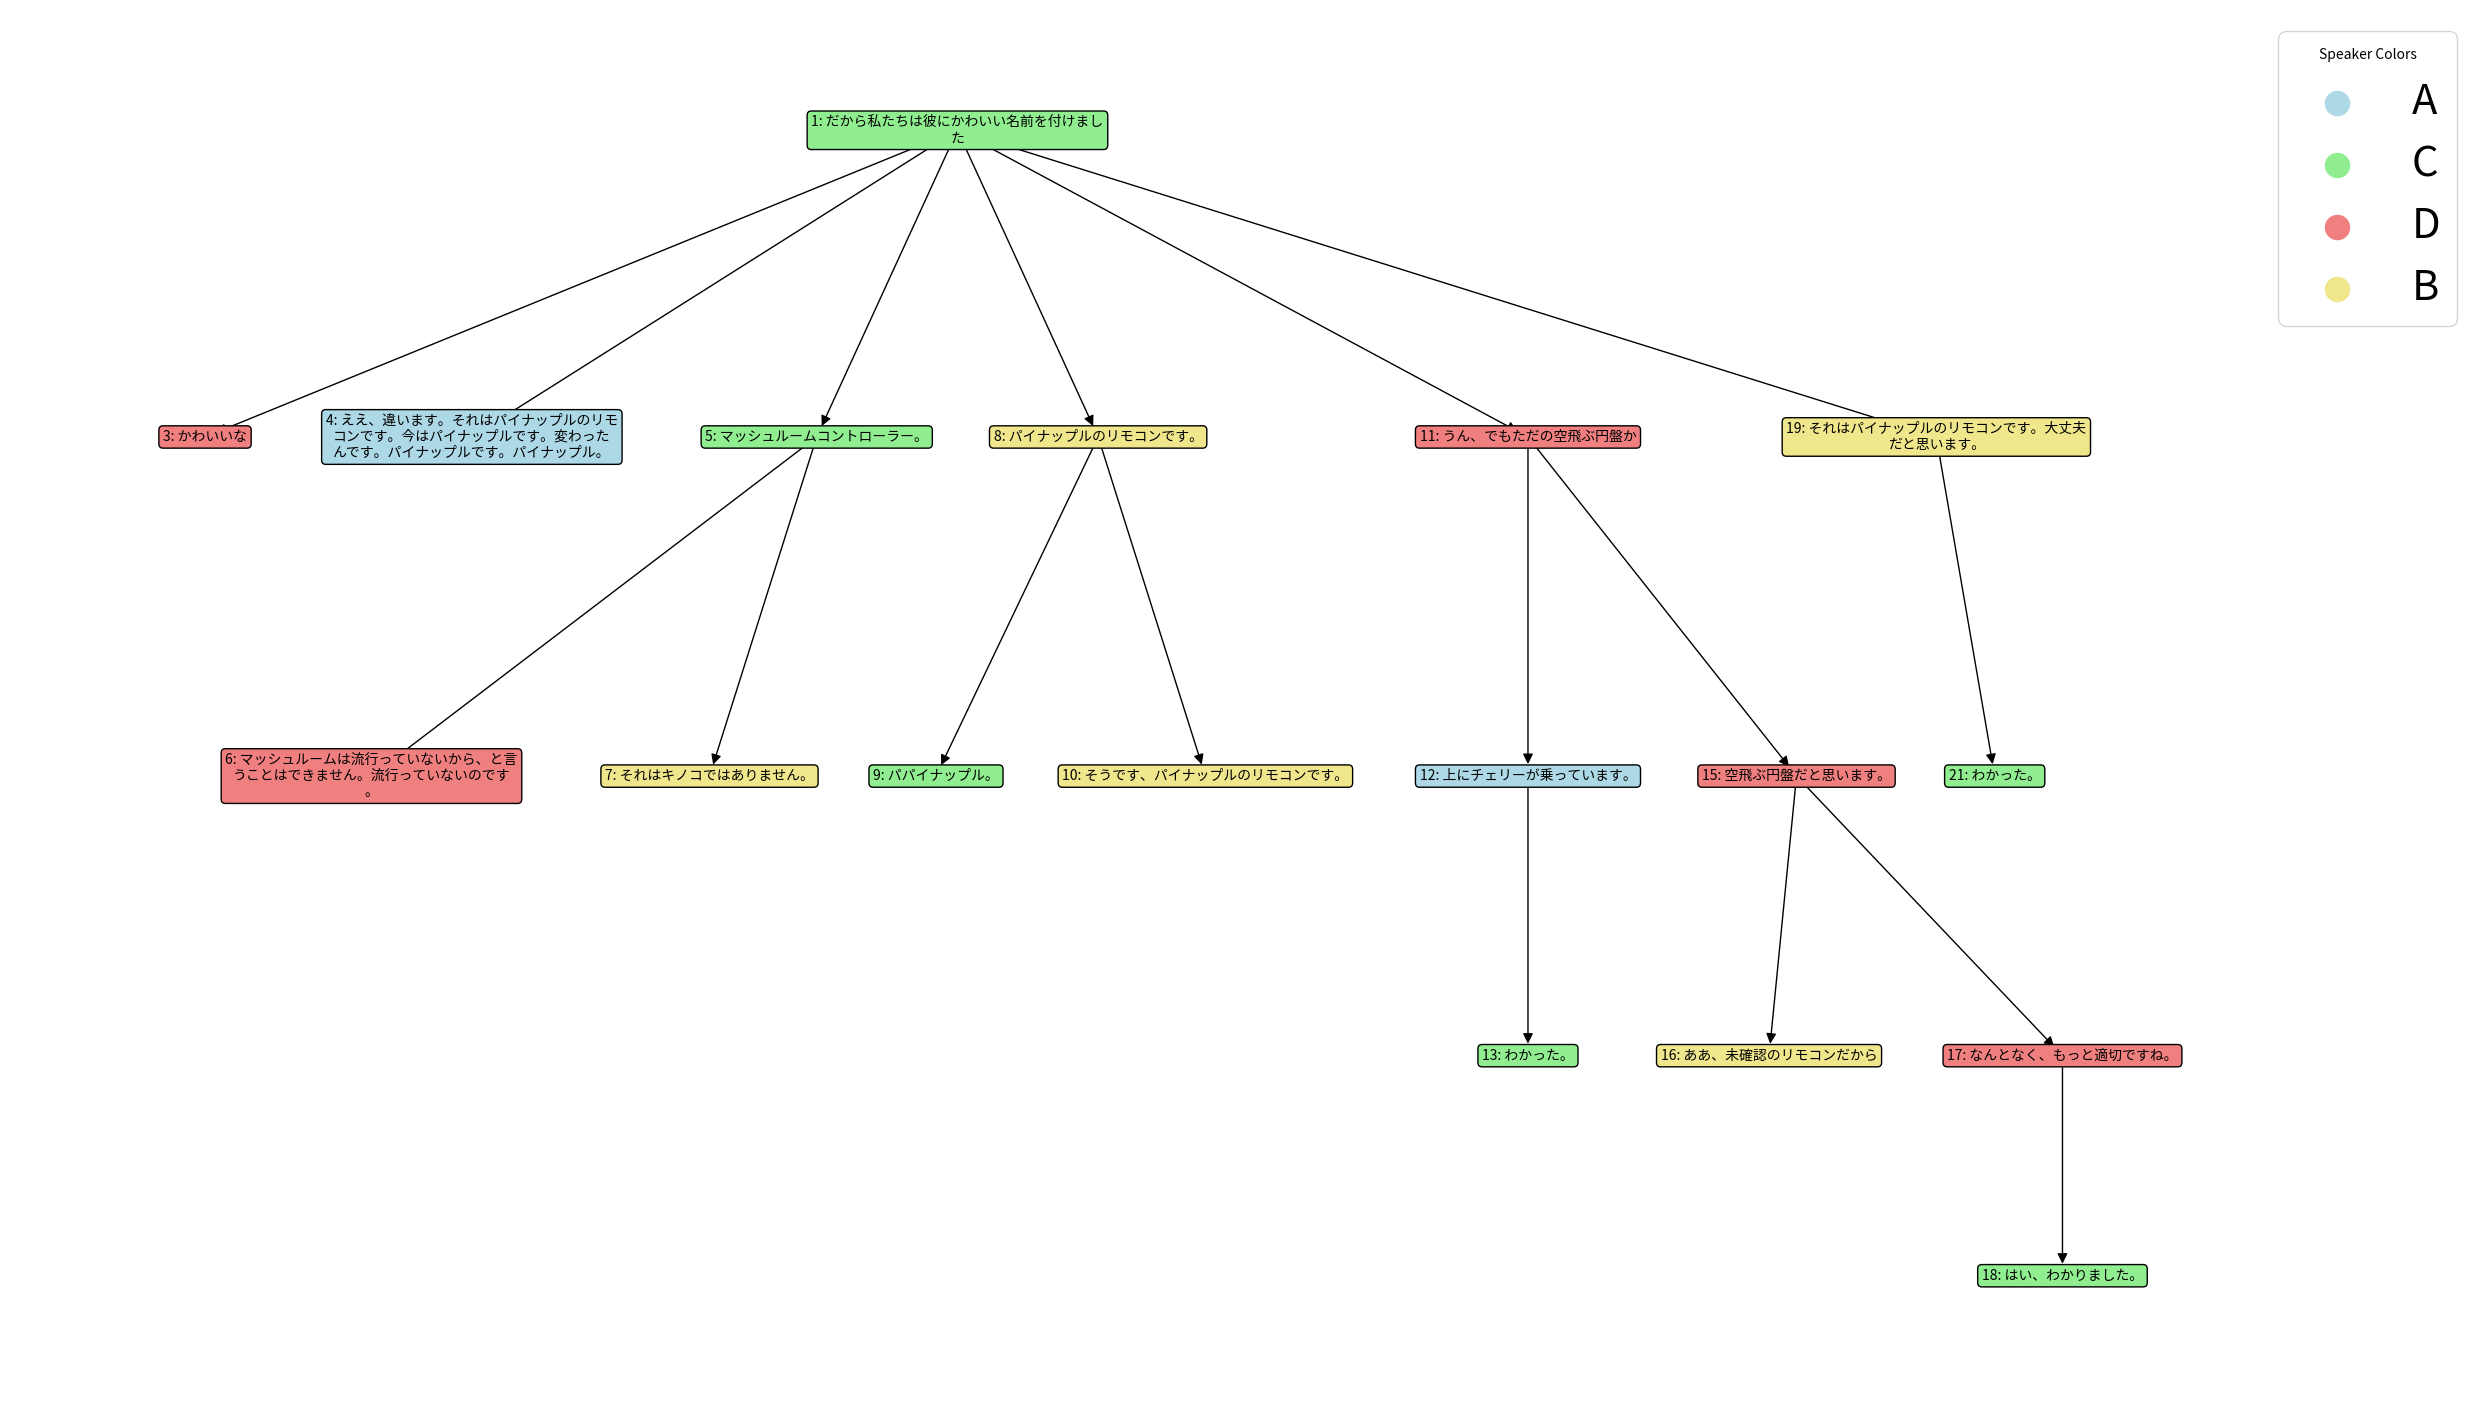 Speaker Colors
A
C
D
B
1: だから私たちは彼にかわいい名前を付けまし
た
3: かわいいな
4: ええ、違います。それはパイナップルのリモ
コンです。今はパイナップルです。変わった
んです。パイナップルです。パイナップル。
5: マッシュルームコントローラー。
8: パイナップルのリモコンです。
11: うん、でもただの空飛ぶ円盤か
19: それはパイナップルのリモコンです。大丈夫
だと思います。
6: マッシュルームは流行っていないから、と言
うことはできません。流行っていないのです
。
7: それはキノコではありません。
9: パパイナップル。
10: そうです、パイナップルのリモコンです。
12: 上にチェリーが乗っています。
15: 空飛ぶ円盤だと思います。
21: わかった。
13: わかった。
16: ああ、未確認のリモコンだから
17: なんとなく、もっと適切ですね。
18: はい、わかりました。